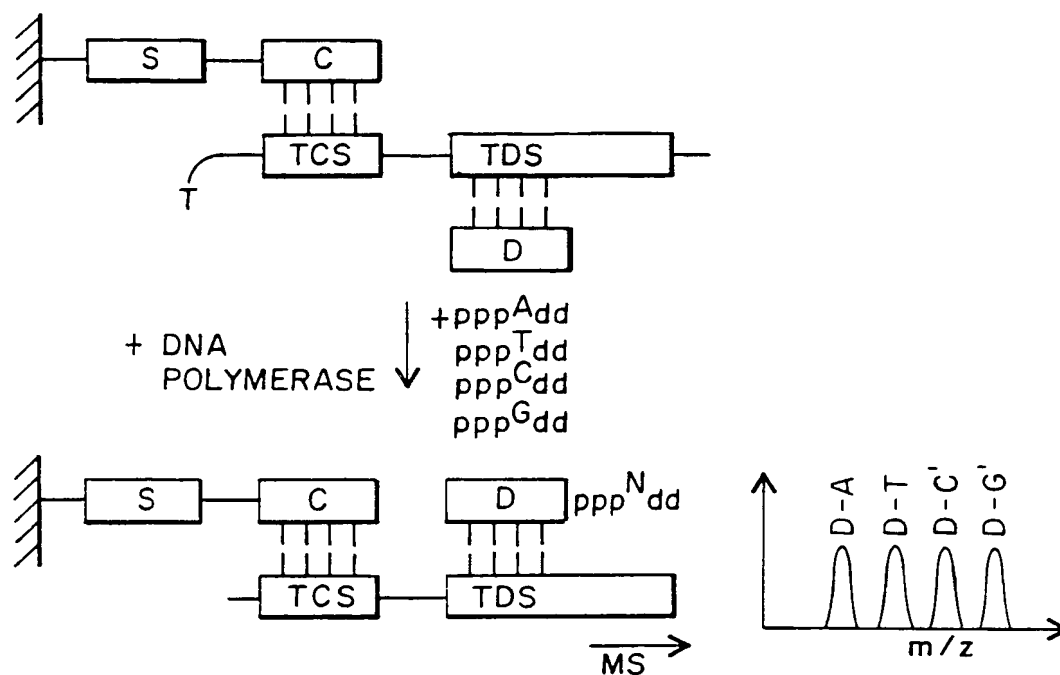 S
C
TCS
TDS
T
D
+ DNA
POLYMERASE
+pppAdd
pppTdd
pppCdd
pppGdd
S
C
D
pppNdd
TCS
TDS
MS
D-A
D-T
D-C
D-G
m/z